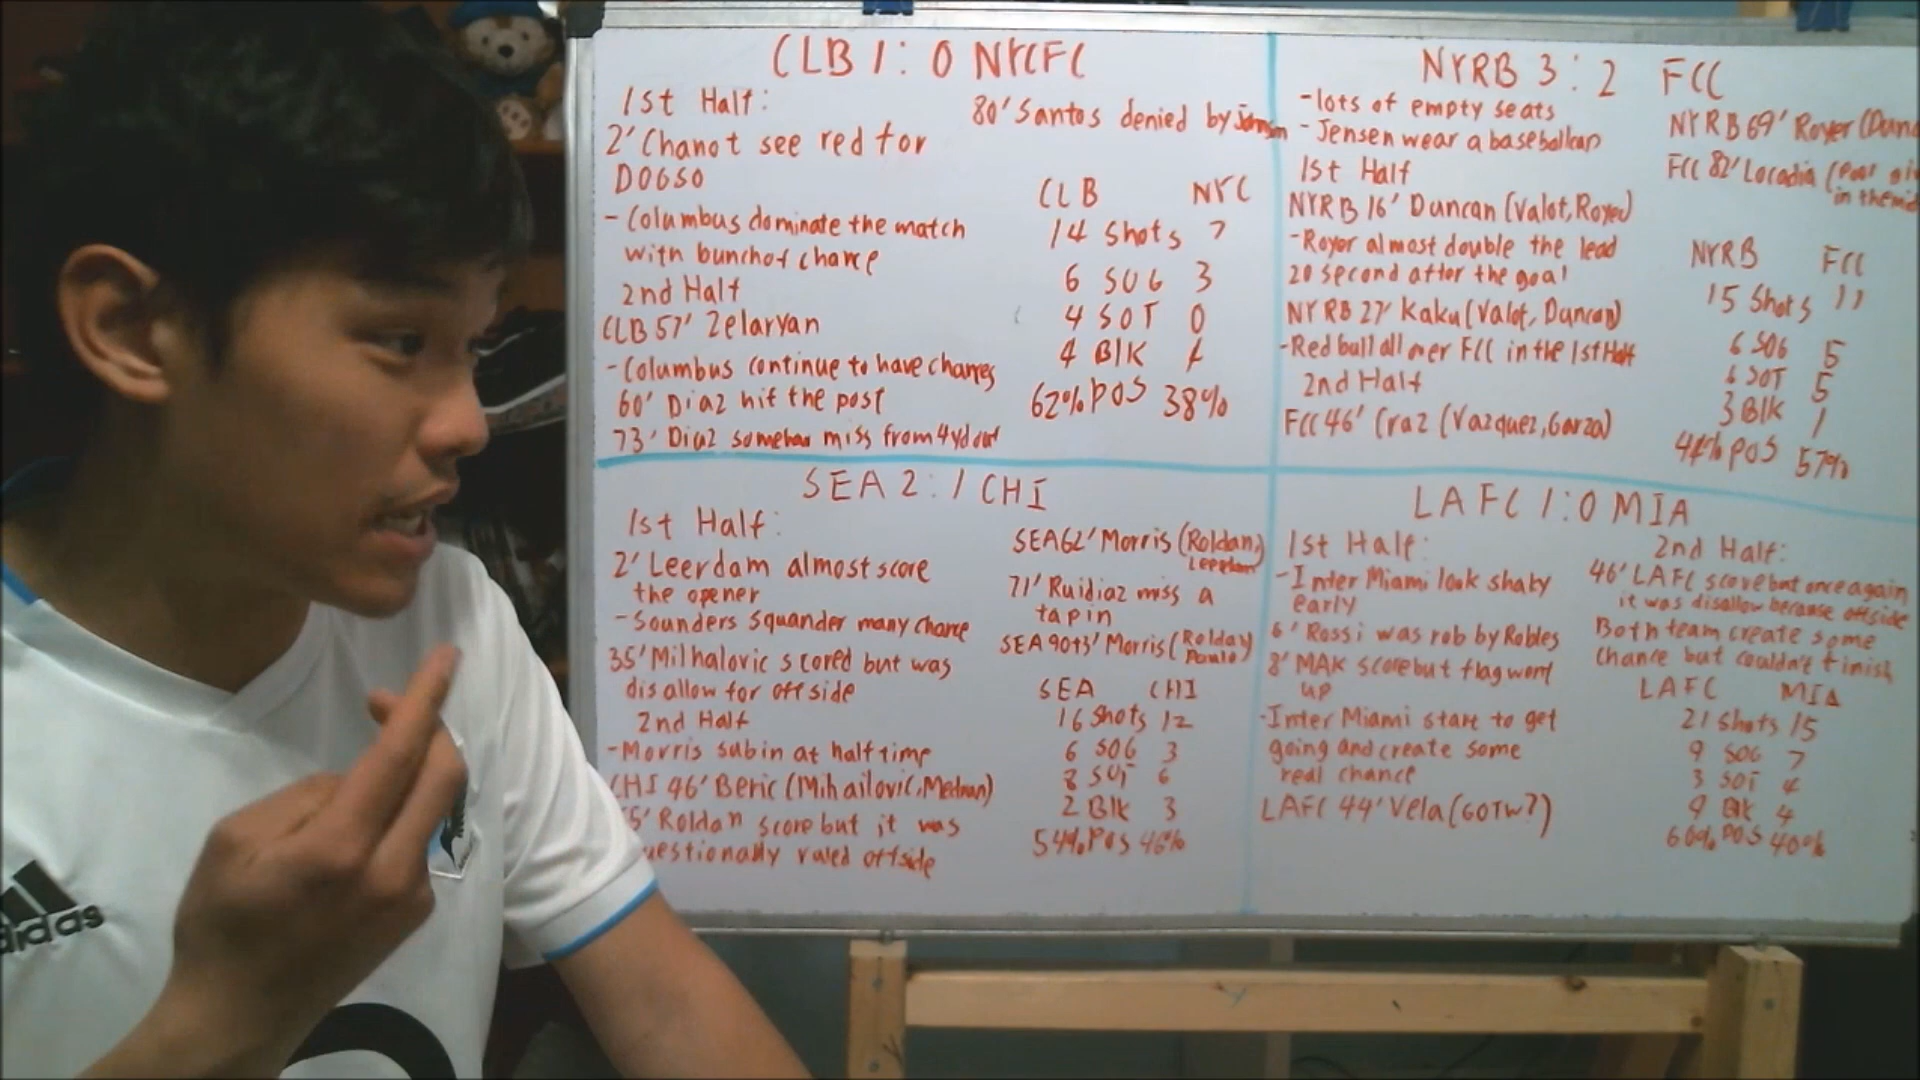 CLB 1:0 NYCFC
1st Half:
2' Chanot see red for
DOGSO
- Columbus dominate the match
with bunch of chance
2nd Half
CLB 57' Zelaryan
- Columbus continue to have chances
60' Diaz hit the post
73' Diaz somehow miss from 4yd out
80' Santos denied by
CLB NYC
14 Shots 7
6 SOG 3
4 SOT 0
4 Blk
62% POS 38%
NYRB 3:2 FCC
- lots of empty seats
- Jensen wear a baseball cap
1st Half
NYRB 16' Duncan (Valot, Royer)
- Royer almost double the lead
20 second after the goal
NYRB 27' Kaku (Valot, Duncan)
- Red bull all over FCC in the 1st Half
2nd Half
FCC 46' Cruz (Vazquez, Garza)
NYRB 69' Royer (Dun
FCC 82' Locadia (
in the
NYRB FCC
15 Shots 11
6 SOG 5
6 SOT 5
3 Blk 1
POS 57%
SEA 2:1 CHI
1st Half:
2' Leerdam almost score
the opener
- Sounders squander many chance
35' Milhalovic scored but was
disallow for offside
2nd Half
- Morris sub in at half time
CHI 46' Beric (Mihailovic, Medran)
5' Roldan score but it was
uestionally ruled offside
SEA 62' Morris (Roldan,
Leerdam)
71' Ruidiaz miss a
tap in
SEA 90+3' Morris (Roldan,
Paulo)
SEA CHI
16 Shots 12
6 SOG 3
8 SOT 6
2 Blk 3
54% Pos 46%
LAFC 1:0 MIA
1st Half:
- Inter Miami look shaky
early
6' Rossi was rob by Robles
8' MAK score but flag went
up
- Inter Miami start to get
going and create some
real chance
LAFC 44' Vela (GOTW?)
2nd Half:
46' LAFC score but once again
it was disallow because offside
Both team create some
chance but couldn't finish
LAFC MIA
21 Shots 15
9 SOG 7
3 SOT 4
9 Blk 4
60% POS 40%
adidas